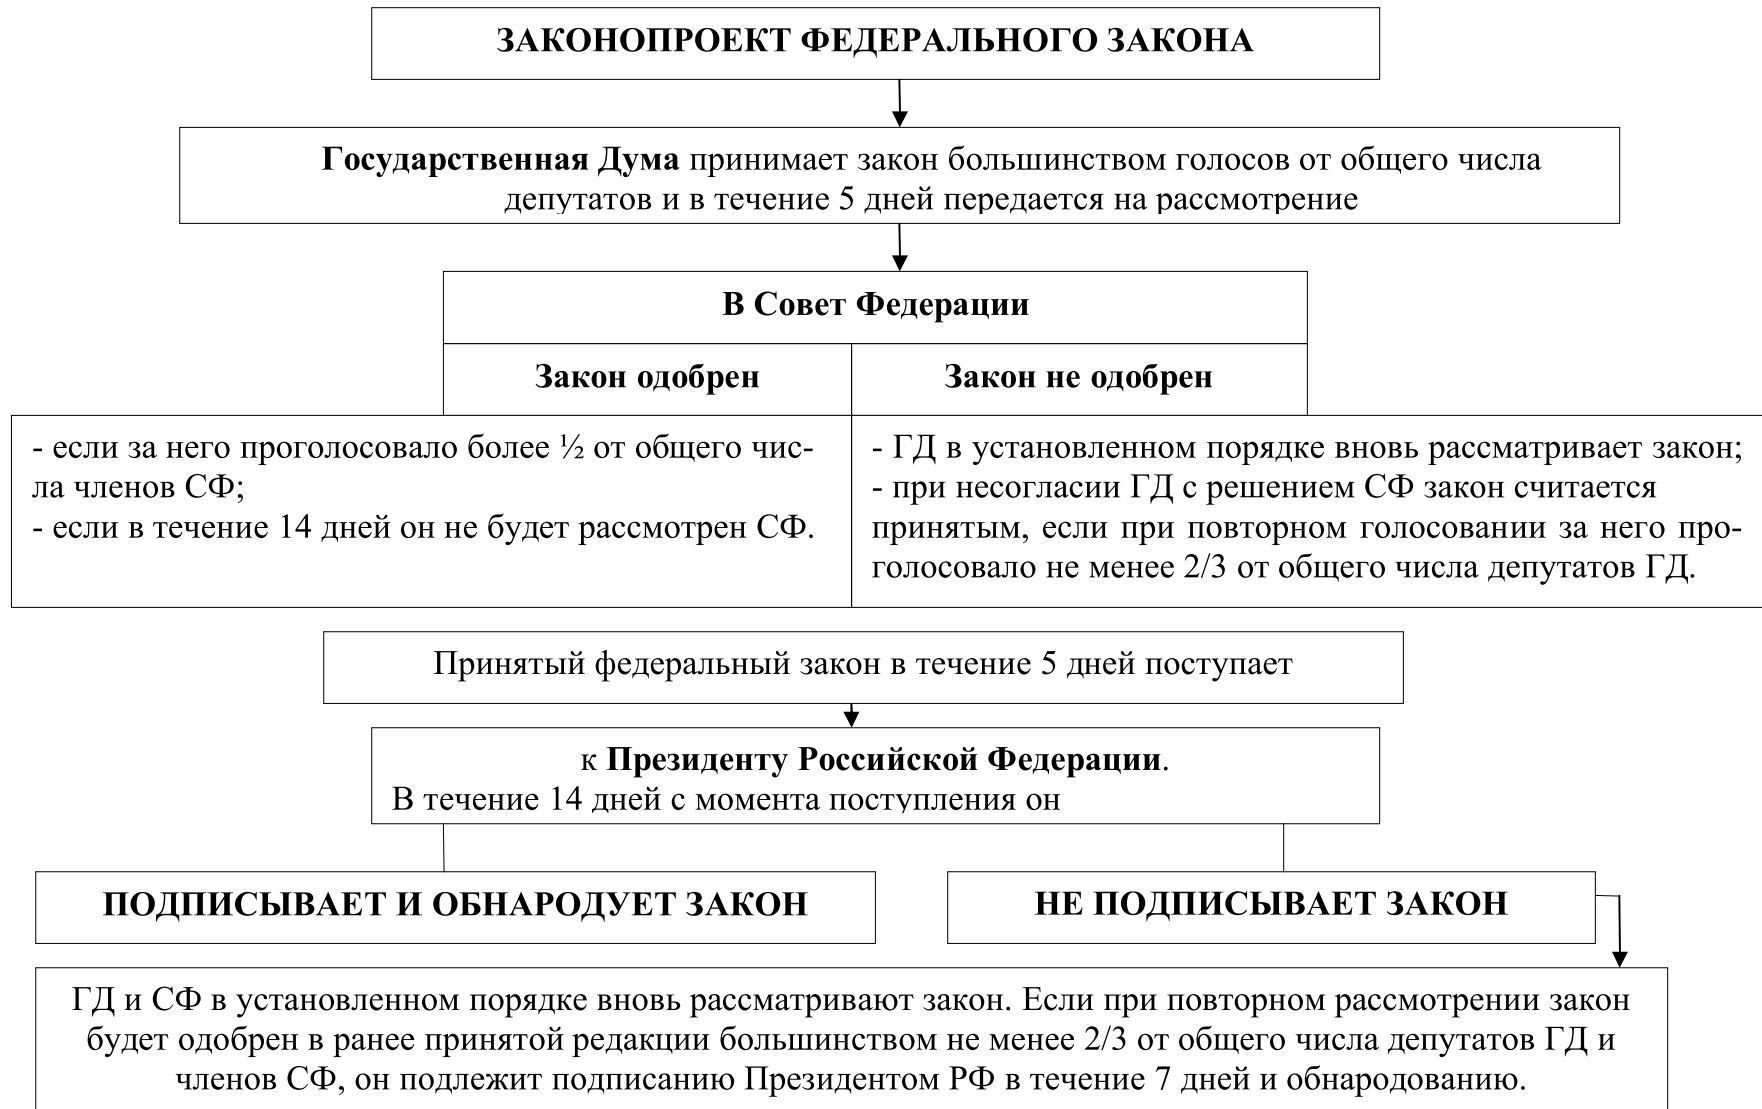 ЗАКОНОПРОЕКТ ФЕДЕРАЛЬНОГО ЗАКОНА
Государственная Дума принимает закон большинством голосов от общего числа
депутатов и в течение 5 дней передается на рассмотрение
В Совет Федерации
Закон одобрен
Закон не одобрен
- если за него проголосовало более ½ от общего чис-
ла членов СФ;
- если в течение 14 дней он не будет рассмотрен СФ.
- ГД в установленном порядке вновь рассматривает закон;
- при несогласии ГД с решением СФ закон считается
принятым, если при повторном голосовании за него про-
голосовало не менее 2/3 от общего числа депутатов ГД.
Принятый федеральный закон в течение 5 дней поступает
к Президенту Российской Федерации.
В течение 14 дней с момента поступления он
ПОДПИСЫВАЕТ И ОБНАРОДУЕТ ЗАКОН
НЕ ПОДПИСЫВАЕТ ЗАКОН
ГД и СФ в установленном порядке вновь рассматривают закон. Если при повторном рассмотрении закон
будет одобрен в ранее принятой редакции большинством не менее 2/3 от общего числа депутатов ГД и
членов СФ, он подлежит подписанию Президентом РФ в течение 7 дней и обнародованию.